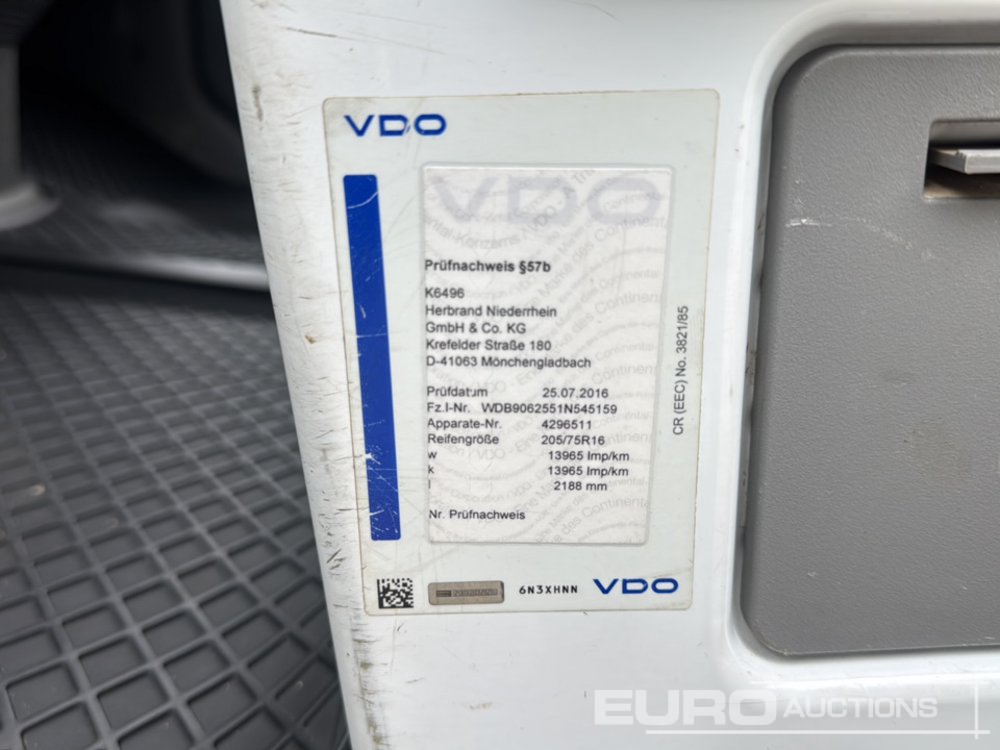 VDO
VDO
Prüfnachweis §57b
K6496
Herbrand Niederrhein
GmbH & Co. KG
Krefelder Straße 180
D-41063 Mönchengladbach
Prüfdatum 25.07.2016
Fz.I-Nr. WDB9062551N545159
Apparate-Nr. 4296511
Reifengröße 205/75R16
w 13965 Imp/km
k 13965 Imp/km
l 2188 mm
Nr. Prüfnachweis
CR (EEC) No. 3821/85
6N3XHNN VDO
EURO AUCTIONS